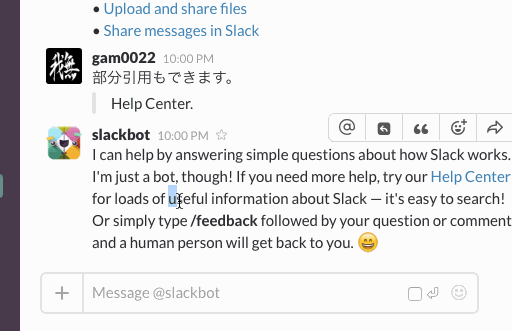 • Upload and share files
• Share messages in Slack
gam0022 10:00 PM
部分引用もできます。
Help Center.
slackbot 10:00 PM
I can help by answering simple questions about how Slack works.
I'm just a bot, though! If you need more help, try our Help Center
for loads of useful information about Slack — it's easy to search!
Or simply type /feedback followed by your question or comment
and a human person will get back to you. 😄
Message @slackbot